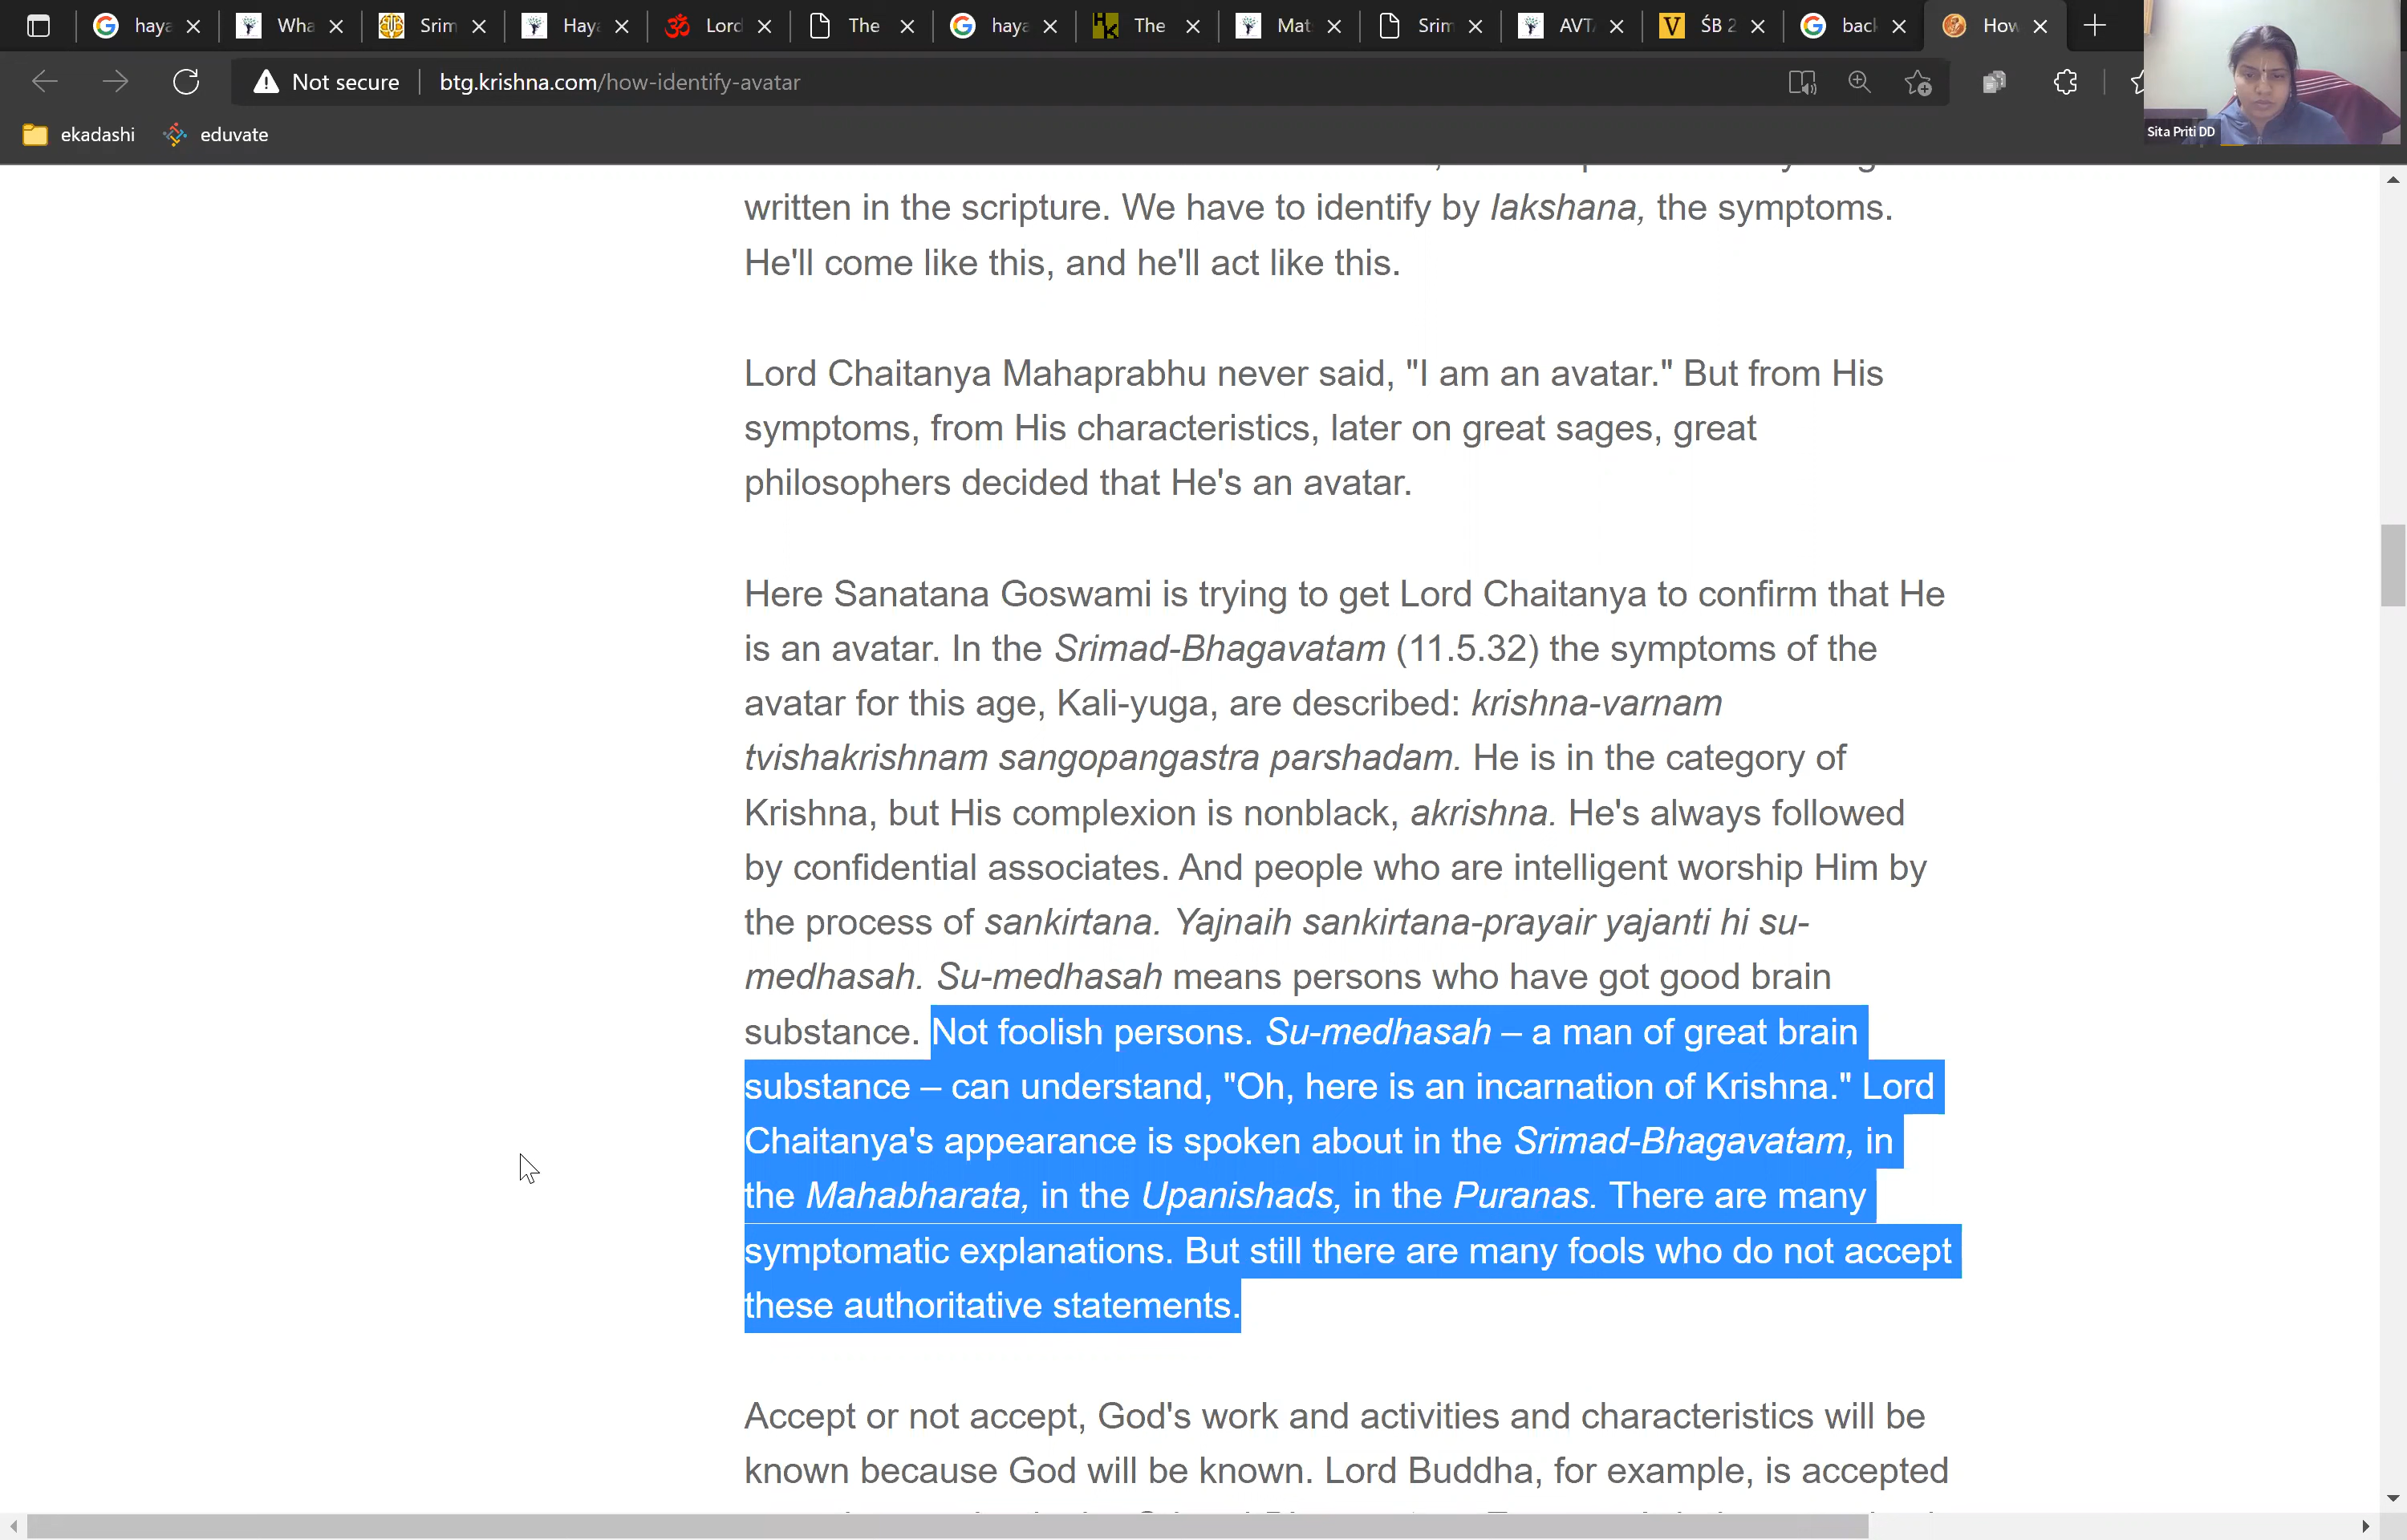 haya
Wha
Srim
Haya
Lord
The
haya
The
Mat
Srim
AVTA
ŚB 2
back
How
Not secure
btg.krishna.com/how-identify-avatar
ekadashi
eduvate
Sita Priti DD
written in the scripture. We have to identify by lakshana, the symptoms.
He'll come like this, and he'll act like this.
Lord Chaitanya Mahaprabhu never said, "I am an avatar." But from His
symptoms, from His characteristics, later on great sages, great
philosophers decided that He's an avatar.
Here Sanatana Goswami is trying to get Lord Chaitanya to confirm that He
is an avatar. In the Srimad-Bhagavatam (11.5.32) the symptoms of the
avatar for this age, Kali-yuga, are described: krishna-varnam
tvishakrishnam sangopangastra parshadam. He is in the category of
Krishna, but His complexion is nonblack, akrishna. He's always followed
by confidential associates. And people who are intelligent worship Him by
the process of sankirtana. Yajnaih sankirtana-prayair yajanti hi su-
medhasah. Su-medhasah means persons who have got good brain
substance. Not foolish persons. Su-medhasah – a man of great brain
substance – can understand, "Oh, here is an incarnation of Krishna." Lord
Chaitanya's appearance is spoken about in the Srimad-Bhagavatam, in
the Mahabharata, in the Upanishads, in the Puranas. There are many
symptomatic explanations. But still there are many fools who do not accept
these authoritative statements.
Accept or not accept, God's work and activities and characteristics will be
known because God will be known. Lord Buddha, for example, is accepted